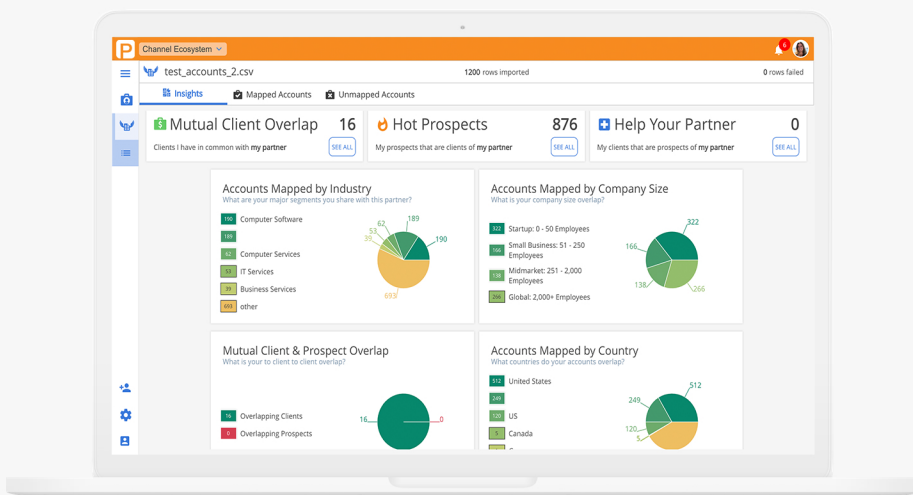 P Channel Ecosystem
6
test_accounts_2.csv
1200 rows imported
0 rows failed
Insights
Mapped Accounts
Unmapped Accounts
Mutual Client Overlap 16
Clients I have in common with my partner
SEE ALL
Hot Prospects 876
My prospects that are clients of my partner
SEE ALL
Help Your Partner 0
My clients that are prospects of my partner
SEE ALL
Accounts Mapped by Industry
What are your major segments you share with this partner?
190 Computer Software
189
62 Computer Services
53 IT Services
39 Business Services
693 other
62
189
53
39
190
693
Accounts Mapped by Company Size
What is your company size overlap?
322 Startup: 0 - 50 Employees
166 Small Business: 51 - 250
Employees
138 Midmarket: 251 - 2,000
Employees
266 Global: 2,000+ Employees
322
166
138
266
Mutual Client & Prospect Overlap
What is your to client to client overlap?
16 Overlapping Clients
0 Overlapping Prospects
16
0
Accounts Mapped by Country
What countries do your accounts overlap?
512 United States
249
120 US
5 Canada
512
249
120
5